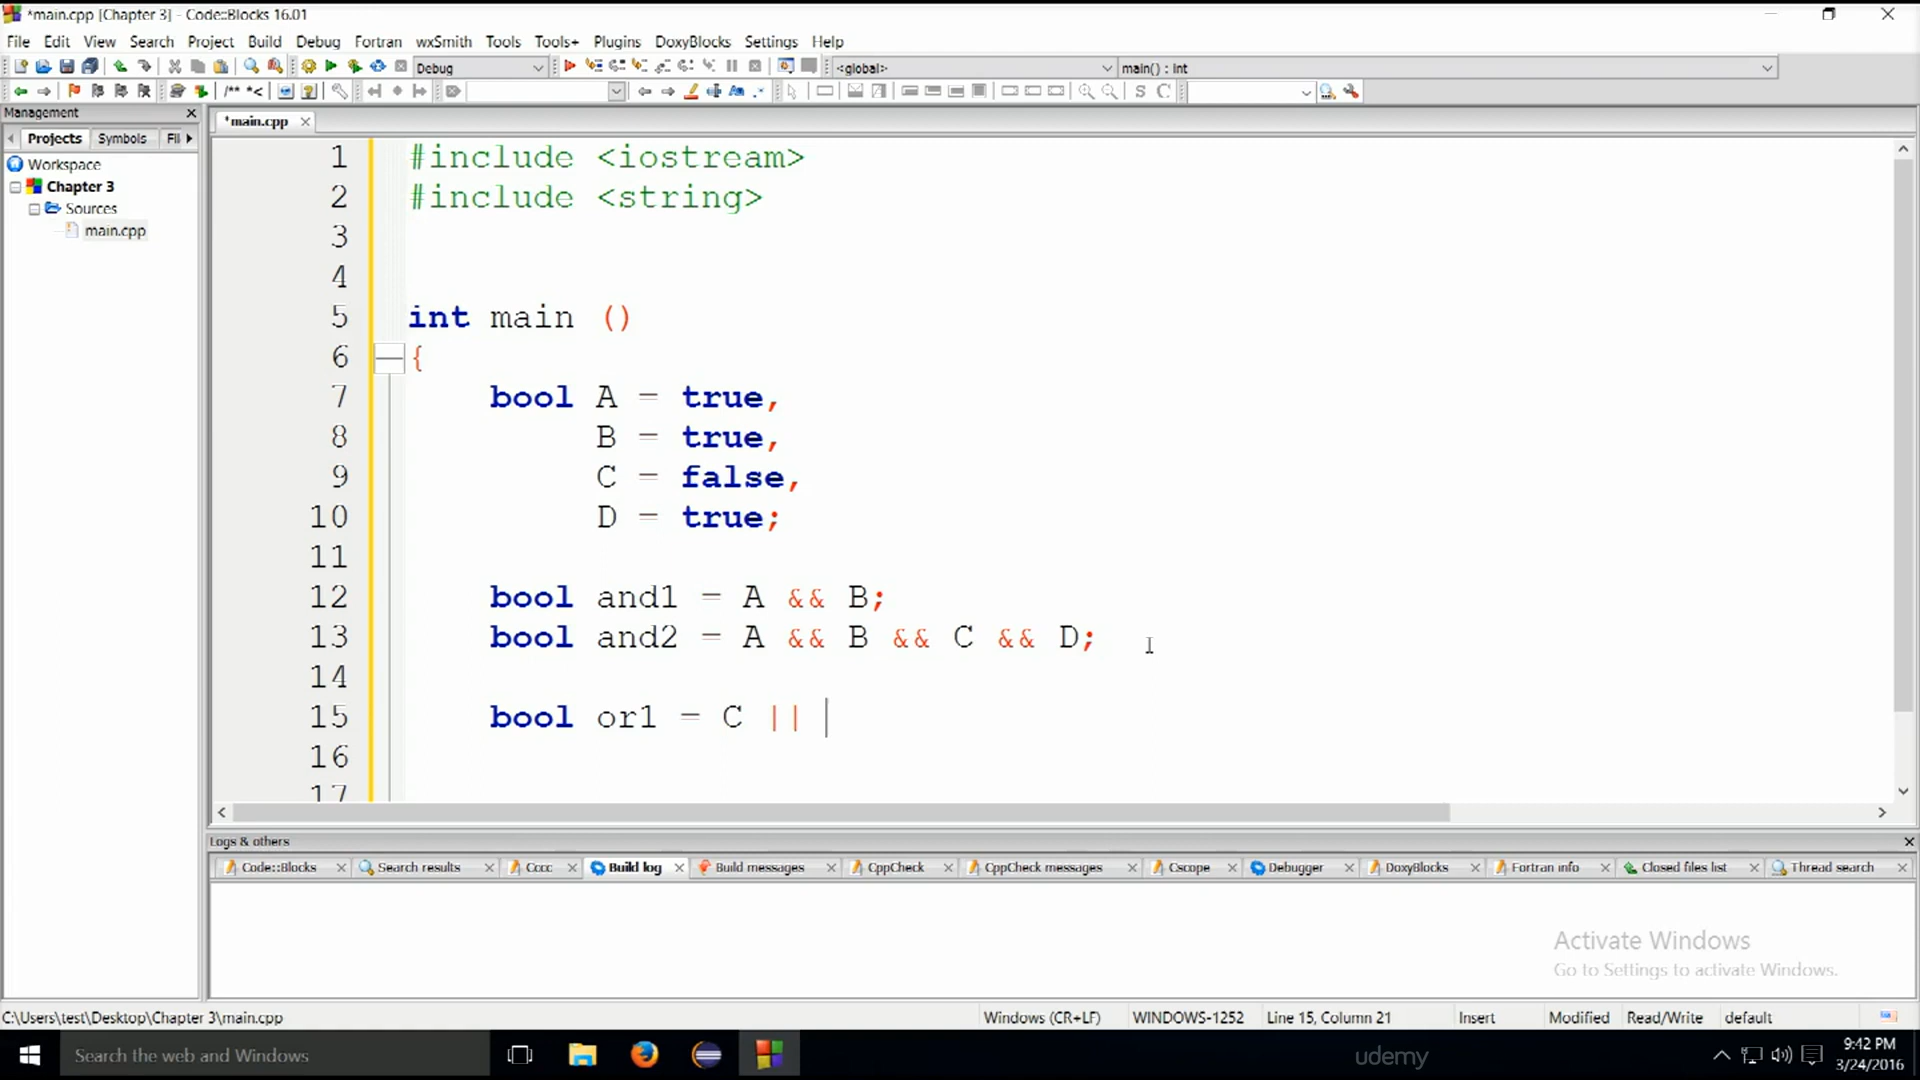 *main.cpp [Chapter 3] - Code::Blocks 16.01
File Edit View Search Project Build Debug Fortran wxSmith Tools Tools+ Plugins DoxyBlocks Settings Help
Debug <global> main() : int
/** *< S C
Management
*main.cpp
Projects Symbols Fil
Workspace
Chapter 3
Sources
main.cpp
1 #include <iostream>
2 #include <string>
3
4
5 int main ()
6 {
7 bool A = true,
8 B = true,
9 C = false,
10 D = true;
11
12 bool and1 = A && B;
13 bool and2 = A && B && C && D;
14
15 bool or1 = C ||
16
17
Logs & others
Code::Blocks Search results Cccc Build log Build messages CppCheck CppCheck messages Cscope Debugger DoxyBlocks Fortran info Closed files list Thread search
Activate Windows
Go to Settings to activate Windows.
C:\Users\test\Desktop\Chapter 3\main.cpp Windows (CR+LF) WINDOWS-1252 Line 15, Column 21 Insert Modified Read/Write default
Search the web and Windows
udemy
9:42 PM
3/24/2016